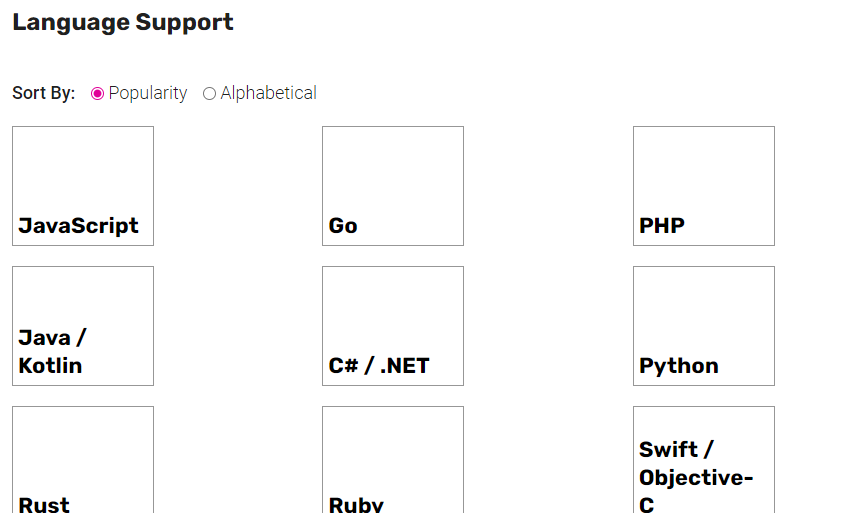 Language Support
Sort By: Popularity Alphabetical
JavaScript
Go
PHP
Java /
Kotlin
C# / .NET
Python
Rust
Ruby
Swift /
Objective-
C